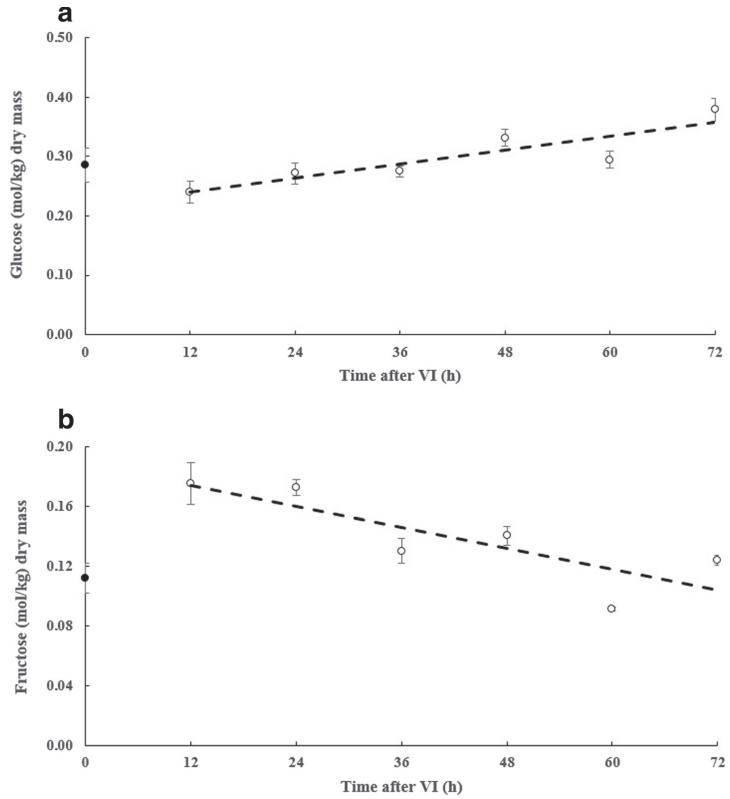 a
0.50
0.40
0.30
0.20
0.10
0.00
Glucose (mol/kg) dry mass
0 12 24 36 48 60 72
Time after VI (h)
b
0.20
0.16
0.12
0.08
0.04
0.00
Fructose (mol/kg) dry mass
0 12 24 36 48 60 72
Time after VI (h)